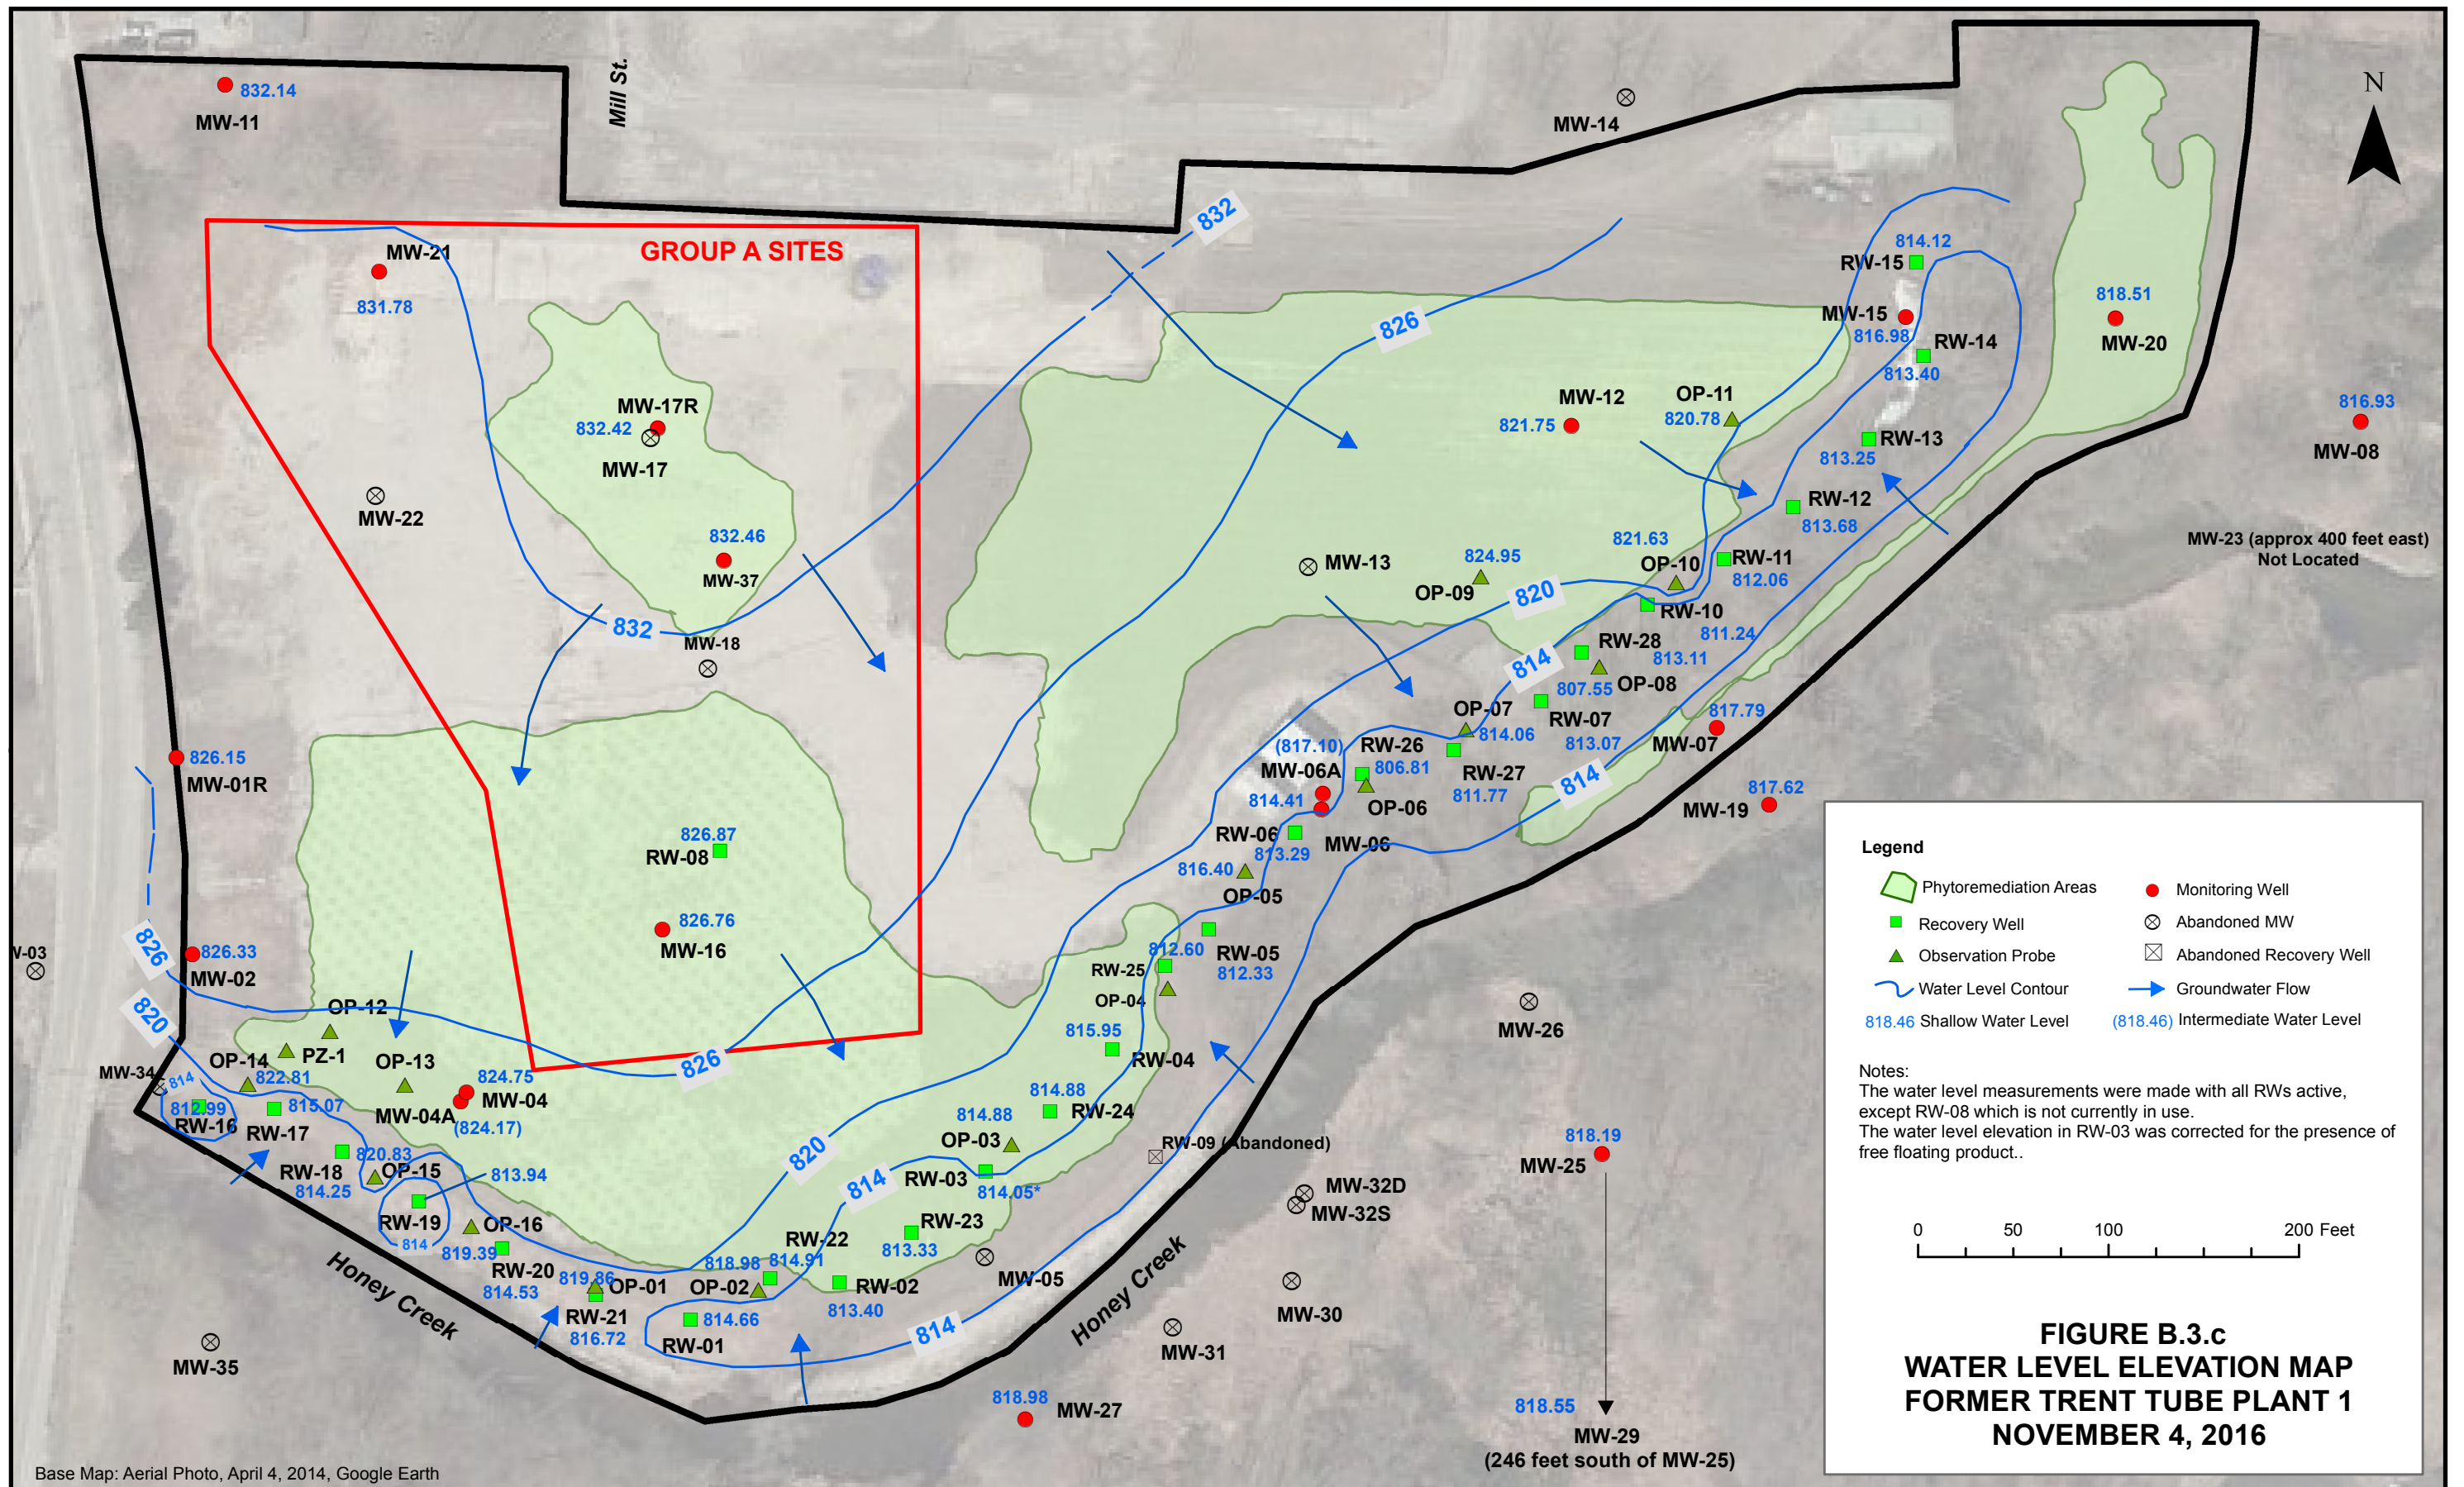 Mill St.
N
832.14
MW-11
MW-14
832
GROUP A SITES
MW-21
831.78
814.12
RW-15
826
MW-15
816.98
RW-14
813.40
818.51
MW-20
MW-17R
832.42
MW-17
MW-12
821.75
OP-11
820.78
816.93
MW-08
RW-13
813.25
MW-22
RW-12
813.68
832.46
MW-37
MW-23 (approx 400 feet east)
Not Located
MW-13
824.95
OP-09
821.63
OP-10
RW-11
812.06
820
832
MW-18
RW-10
811.24
RW-28
813.11
814
807.55
OP-08
RW-07
813.07
OP-07
814.06
817.79
MW-07
826.15
MW-01R
(817.10)
MW-06A
814.41
RW-26
806.81
OP-06
RW-27
811.77
814
817.62
MW-19
826.87
RW-08
RW-06
813.29
MW-06
816.40
OP-05
826.76
MW-16
826
826.33
MW-02
812.60
RW-25
OP-04
RW-05
812.33
MW-26
820
OP-12
PZ-1
OP-14
822.81
OP-13
826
815.95
RW-04
MW-34
814
812.99
RW-16
815.07
RW-17
824.75
MW-04
MW-04A
(824.17)
814.88
RW-24
814.88
OP-03
RW-09 (Abandoned)
818.19
MW-25
820.83
OP-15
RW-18
814.25
813.94
RW-19
814
820
814
RW-03
814.05*
MW-32D
MW-32S
OP-16
819.39
RW-20
814.53
RW-22
814.91
818.98
OP-02
RW-23
813.33
MW-05
Honey Creek
Honey Creek
819.86
OP-01
RW-21
816.72
RW-02
813.40
814.66
RW-01
814
MW-30
MW-31
MW-35
818.98
MW-27
818.55
MW-29
(246 feet south of MW-25)
Legend
Phytoremediation Areas
Monitoring Well
Recovery Well
Abandoned MW
Observation Probe
Abandoned Recovery Well
Water Level Contour
Groundwater Flow
818.46 Shallow Water Level
(818.46) Intermediate Water Level
Notes:
The water level measurements were made with all RWs active,
except RW-08 which is not currently in use.
The water level elevation in RW-03 was corrected for the presence of
free floating product..
0 50 100 200 Feet
FIGURE B.3.c
WATER LEVEL ELEVATION MAP
FORMER TRENT TUBE PLANT 1
NOVEMBER 4, 2016
Base Map: Aerial Photo, April 4, 2014, Google Earth